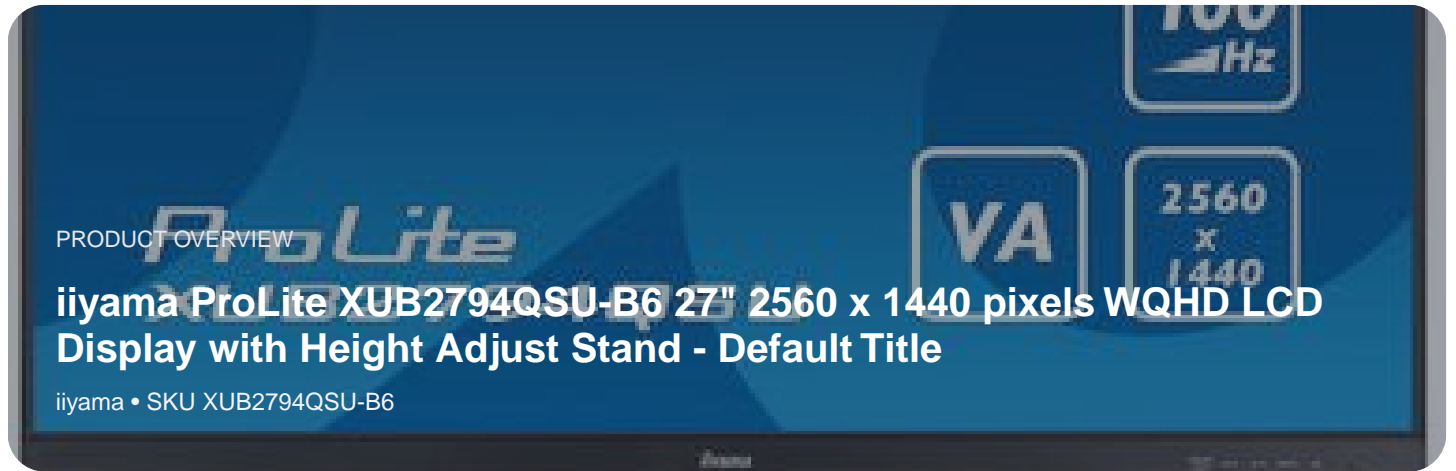 100
Hz
VA
2560
x
1440
ProLite
PRODUCT OVERVIEW
iiyama ProLite XUB2794QSU-B6 27" 2560 x 1440 pixels WQHD LCD
Display with Height Adjust Stand - Default Title
iiyama • SKU XUB2794QSU-B6
iiyama